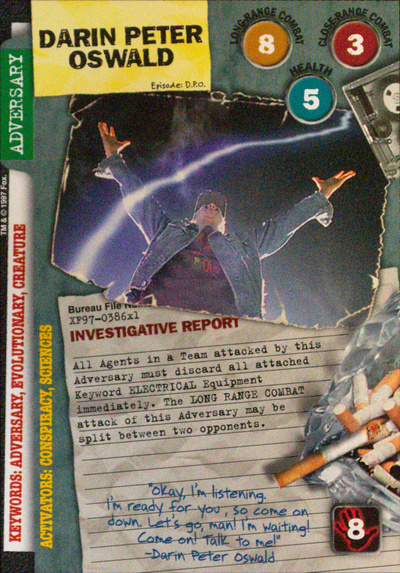 DARIN PETER
OSWALD
Episode: D.P.O.
LONG-RANGE COMBAT
8
CLOSE-RANGE COMBAT
3
HEALTH
5
ADVERSARY
TM & © 1997 Fox.
KEYWORDS: ADVERSARY, EVOLUTIONARY, CREATURE
ACTIVATORS: CONSPIRACY, SCIENCES
Bureau File
XF97-0386x1
INVESTIGATIVE REPORT
All Agents in a Team attacked by this
Adversary must discard all attached
Keyword ELECTRICAL Equipment
immediately. The LONG RANGE COMBAT
attack of this Adversary may be
split between two opponents.
"Okay, I'm listening.
I'm ready for you, so come on
down. Let's go, man! I'm waiting!
Come on! Talk to me!"
-Darin Peter Oswald
8